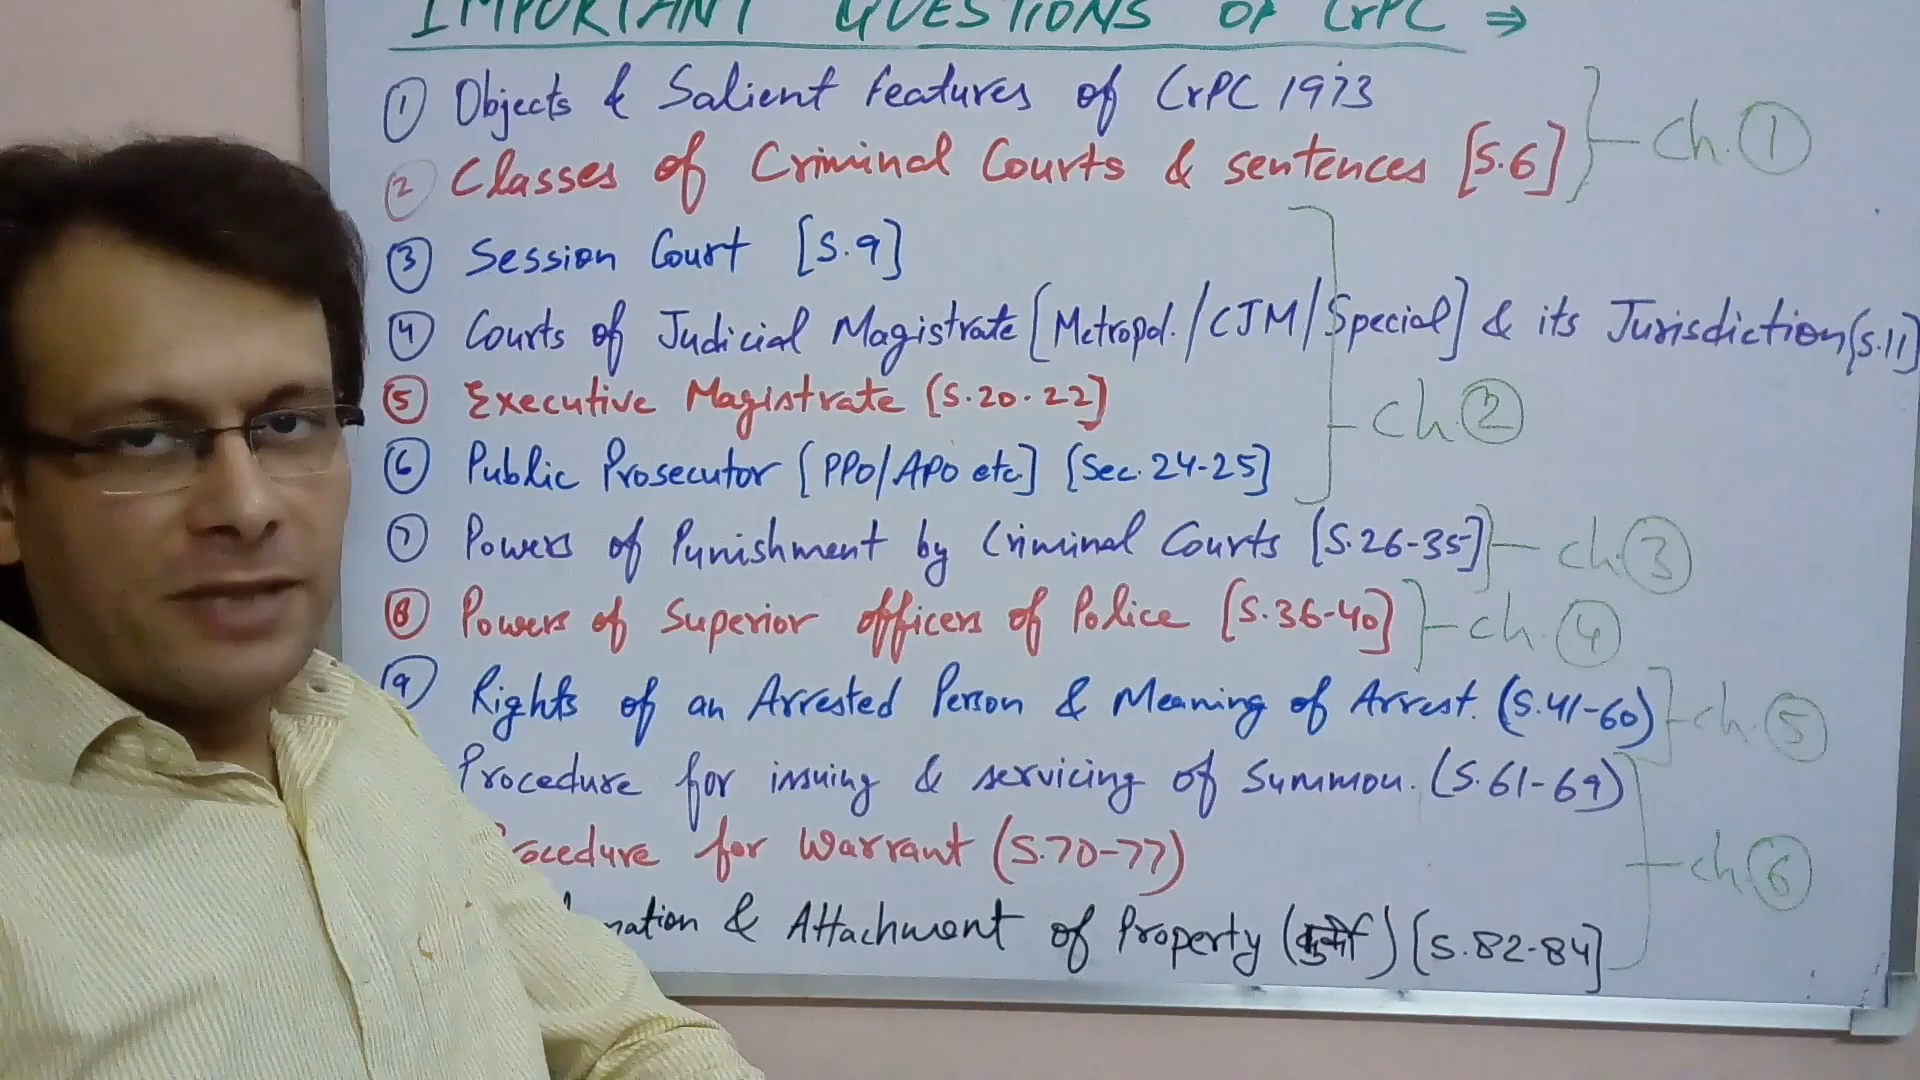 IMPORTANT QUESTIONS OF CrPC ⇒
① Objects & Salient Features of CrPC 1973
② Classes of Criminal Courts & sentences [S.6] } ch. ①
③ Session Court [S.9]
④ Courts of Judicial Magistrate [Metropol./CJM/Special] & its Jurisdiction [S.11]
⑤ Executive Magistrate [S.20-22] ch. ②
⑥ Public Prosecutor [PPO/APO etc.] [Sec. 24-25]
⑦ Powers of Punishment by Criminal Courts [S.26-35] ch. ③
⑧ Powers of Superior officers of Police [S.36-40] ch. ④
⑨ Rights of an Arrested Person & Meaning of Arrest. (S.41-60) ch. ⑤
Procedure for issuing & servicing of Summon. (S.61-69)
ocedure for Warrant (S.70-77) ch. ⑥
mation & Attachment of Property ( ) [S.82-84]